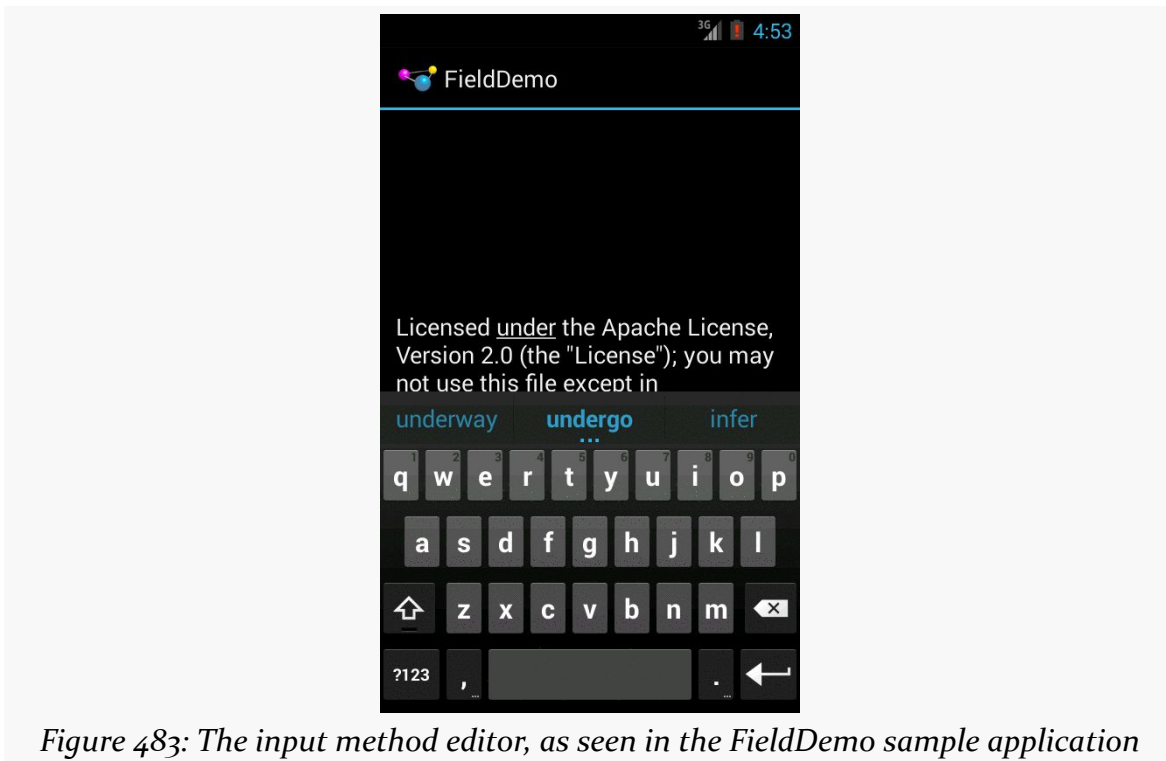 3G 4:53
FieldDemo
Licensed under the Apache License,
Version 2.0 (the "License"); you may
not use this file except in
underway undergo infer
1 2 3 4 5 6 7 8 9 0
q w e r t y u i o p
a s d f g h j k l
z x c v b n m
?123 , ... . ...
Figure 483: The input method editor, as seen in the FieldDemo sample application